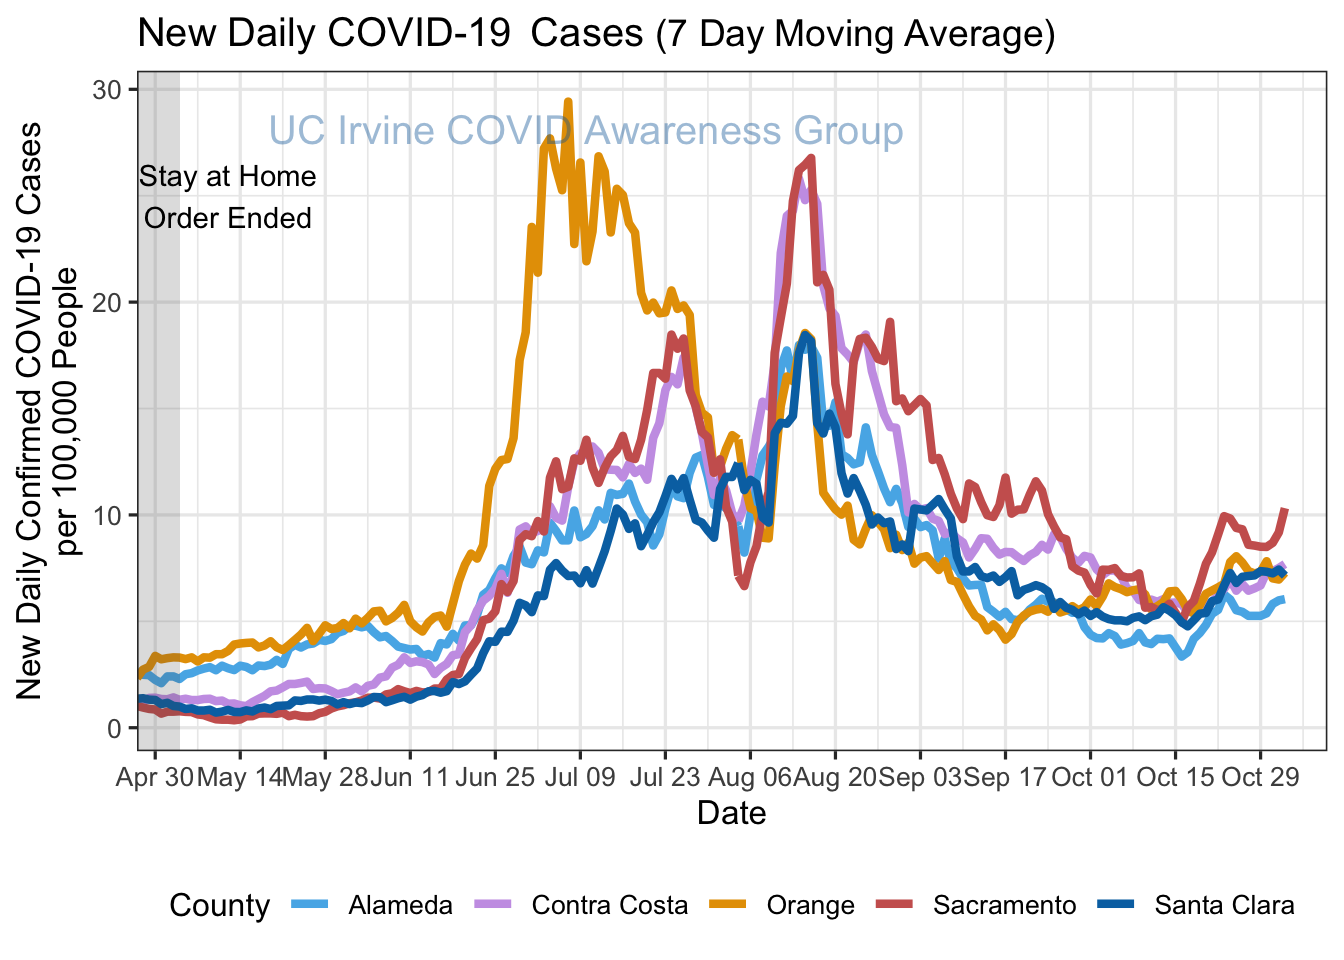 New Daily COVID-19  Cases (7 Day Moving Average)
UC Irvine COVID Awareness Group
Stay at Home
Order Ended
New Daily Confirmed COVID-19 Cases
per 100,000 People
30
20
10
0
Apr 30 May 14 May 28 Jun 11 Jun 25 Jul 09 Jul 23 Aug 06 Aug 20 Sep 03 Sep 17 Oct 01 Oct 15 Oct 29
Date
County Alameda Contra Costa Orange Sacramento Santa Clara